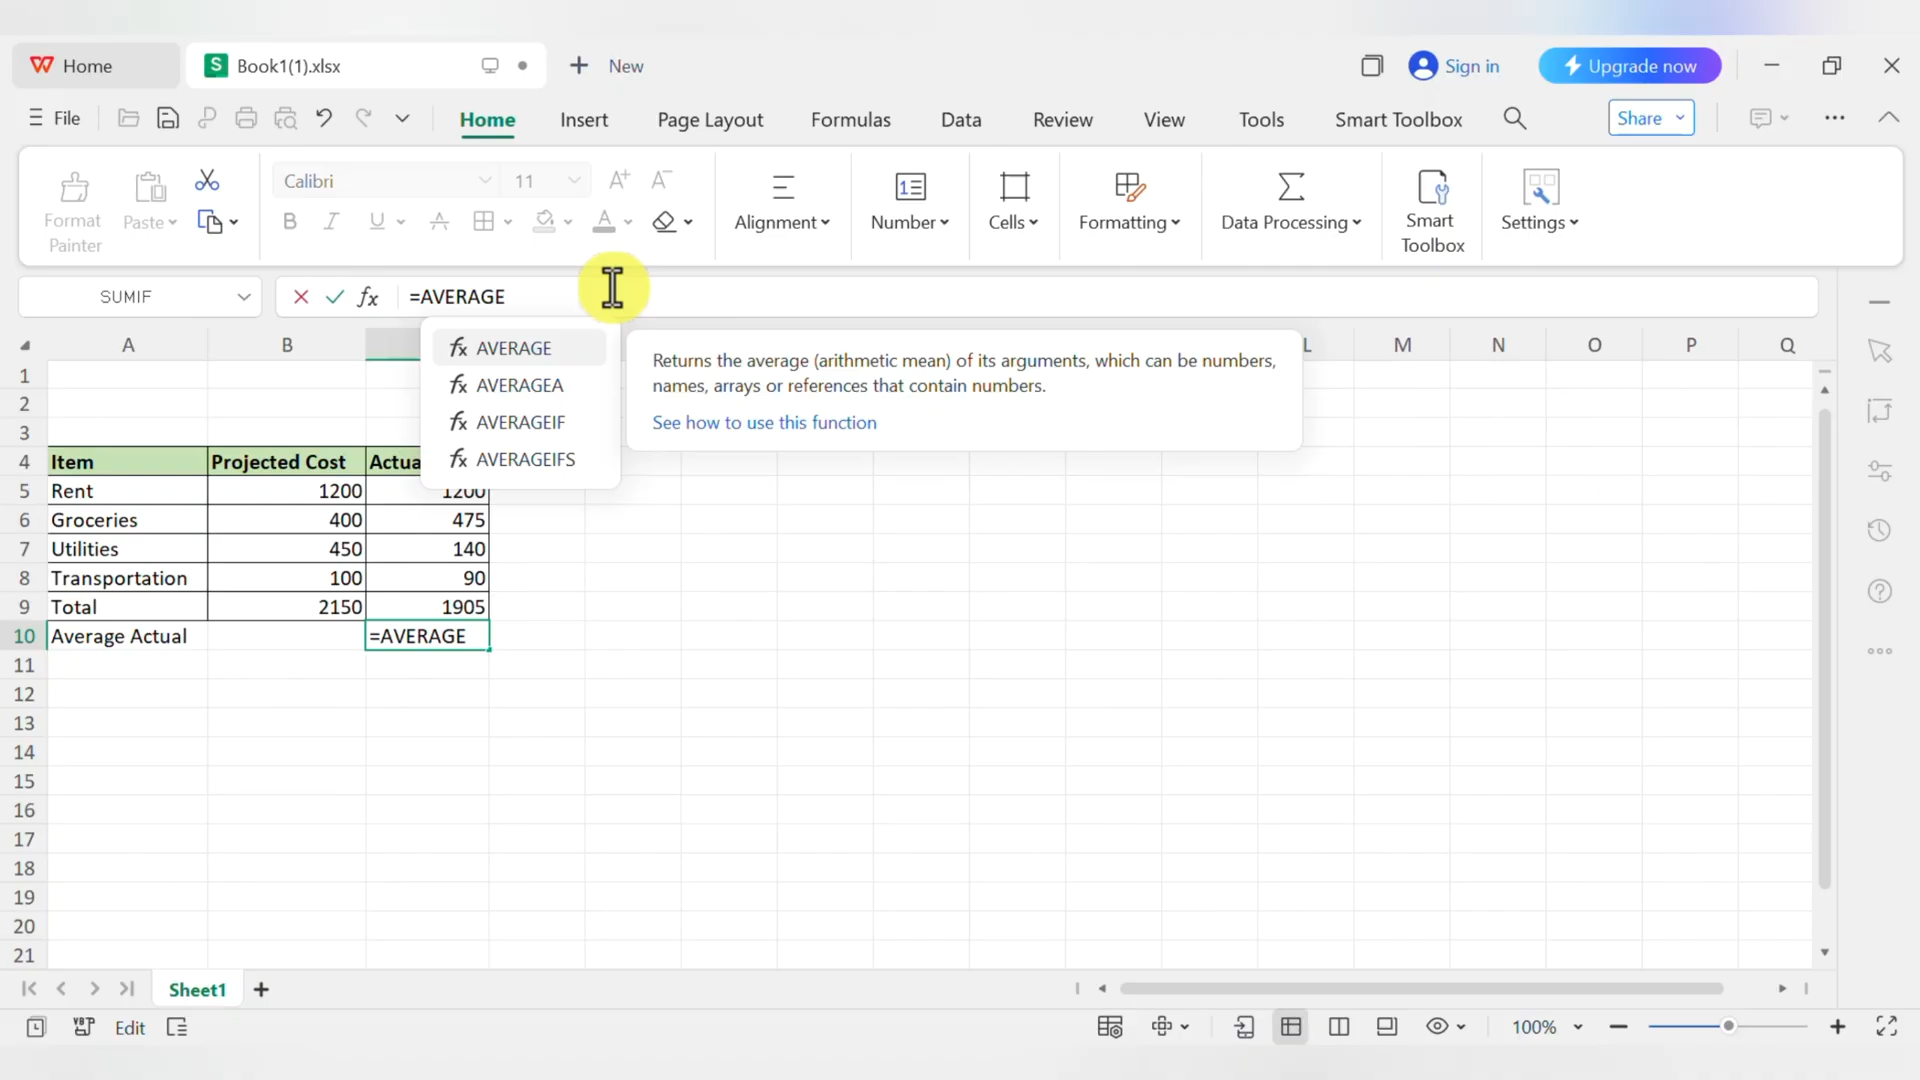 Home
Book1(1).xlsx
New
Sign in
Upgrade now
File
Home
Insert
Page Layout
Formulas
Data
Review
View
Tools
Smart Toolbox
Share
Format
Painter
Paste
Calibri
11
Alignment
Number
Cells
Formatting
Data Processing
Smart
Toolbox
Settings
SUMIF
=AVERAGE
AVERAGE
AVERAGEA
AVERAGEIF
AVERAGEIFS
Returns the average (arithmetic mean) of its arguments, which can be numbers,
names, arrays or references that contain numbers.
See how to use this function
A B L M N O P Q
1
2
3
4 Item Projected Cost Actua
5 Rent 1200 1200
6 Groceries 400 475
7 Utilities 450 140
8 Transportation 100 90
9 Total 2150 1905
10 Average Actual =AVERAGE
11
12
13
14
15
16
17
18
19
20
21
Sheet1
Edit
100%